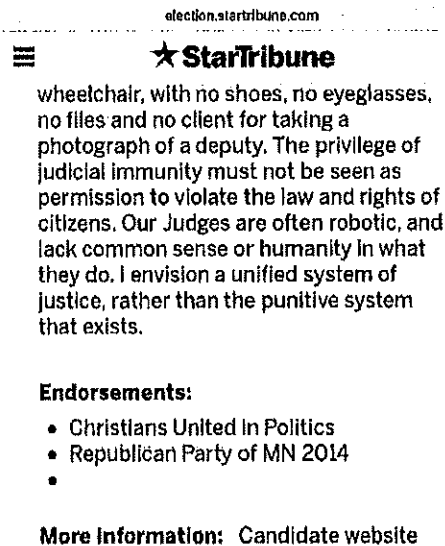 election.startribune.com
StarTribune
wheelchair, with no shoes, no eyeglasses,
no files and no client for taking a
photograph of a deputy. The privilege of
judicial immunity must not be seen as
permission to violate the law and rights of
citizens. Our Judges are often robotic, and
lack common sense or humanity in what
they do. I envision a unified system of
justice, rather than the punitive system
that exists.
Endorsements:
• Christians United in Politics
• Republican Party of MN 2014
•
More Information: Candidate website